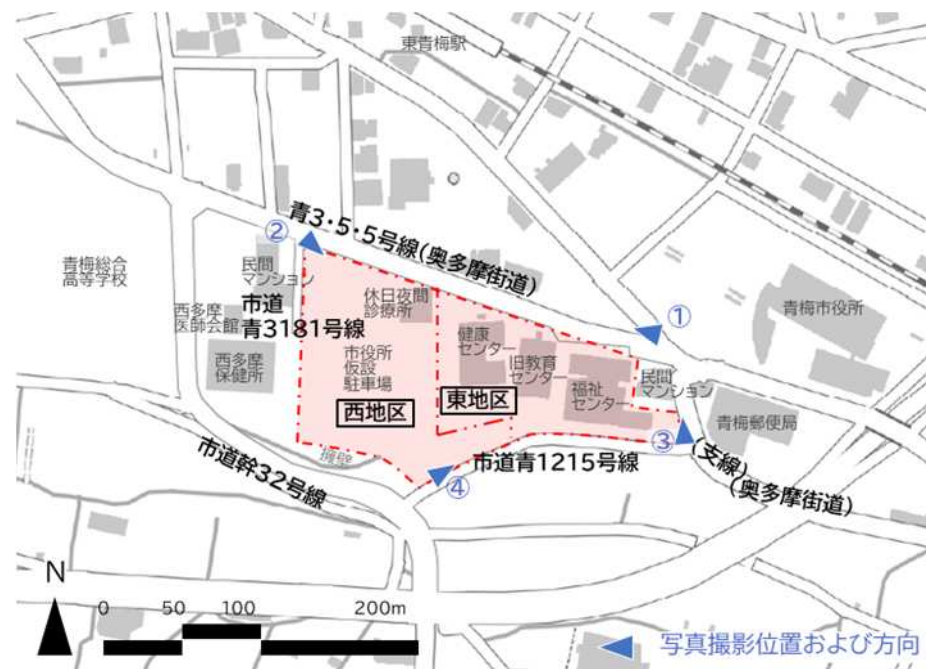 東青梅駅
②
青3・5・5号線(奥多摩街道)
青梅総合
高等学校
民間
マンション
西多摩
医師会館
市道
青3181号線
西多摩
保健所
休日夜間
診療所
市役所
仮設
駐車場
西地区
健康
センター
旧教育
センター
福祉
センター
東地区
①
青梅市役所
民間
マンション
青梅郵便局
③
(支線)
(奥多摩街道)
擁壁
④
市道青1215号線
市道幹32号線
N
0 50 100 200m
写真撮影位置および方向